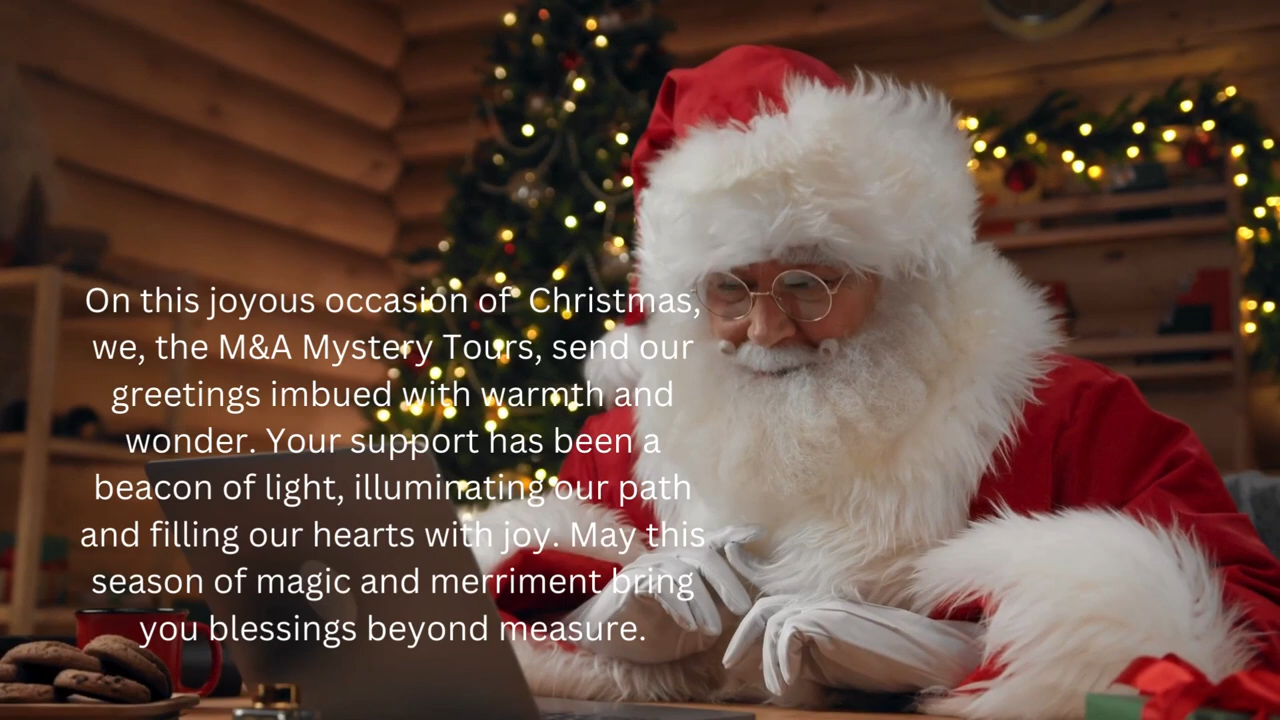 On this joyous occasion of  Christmas,
we, the M&A Mystery Tours, send our
greetings imbued with warmth and
wonder. Your support has been a
beacon of light, illuminating our path
and filling our hearts with joy. May this
season of magic and merriment bring
you blessings beyond measure.